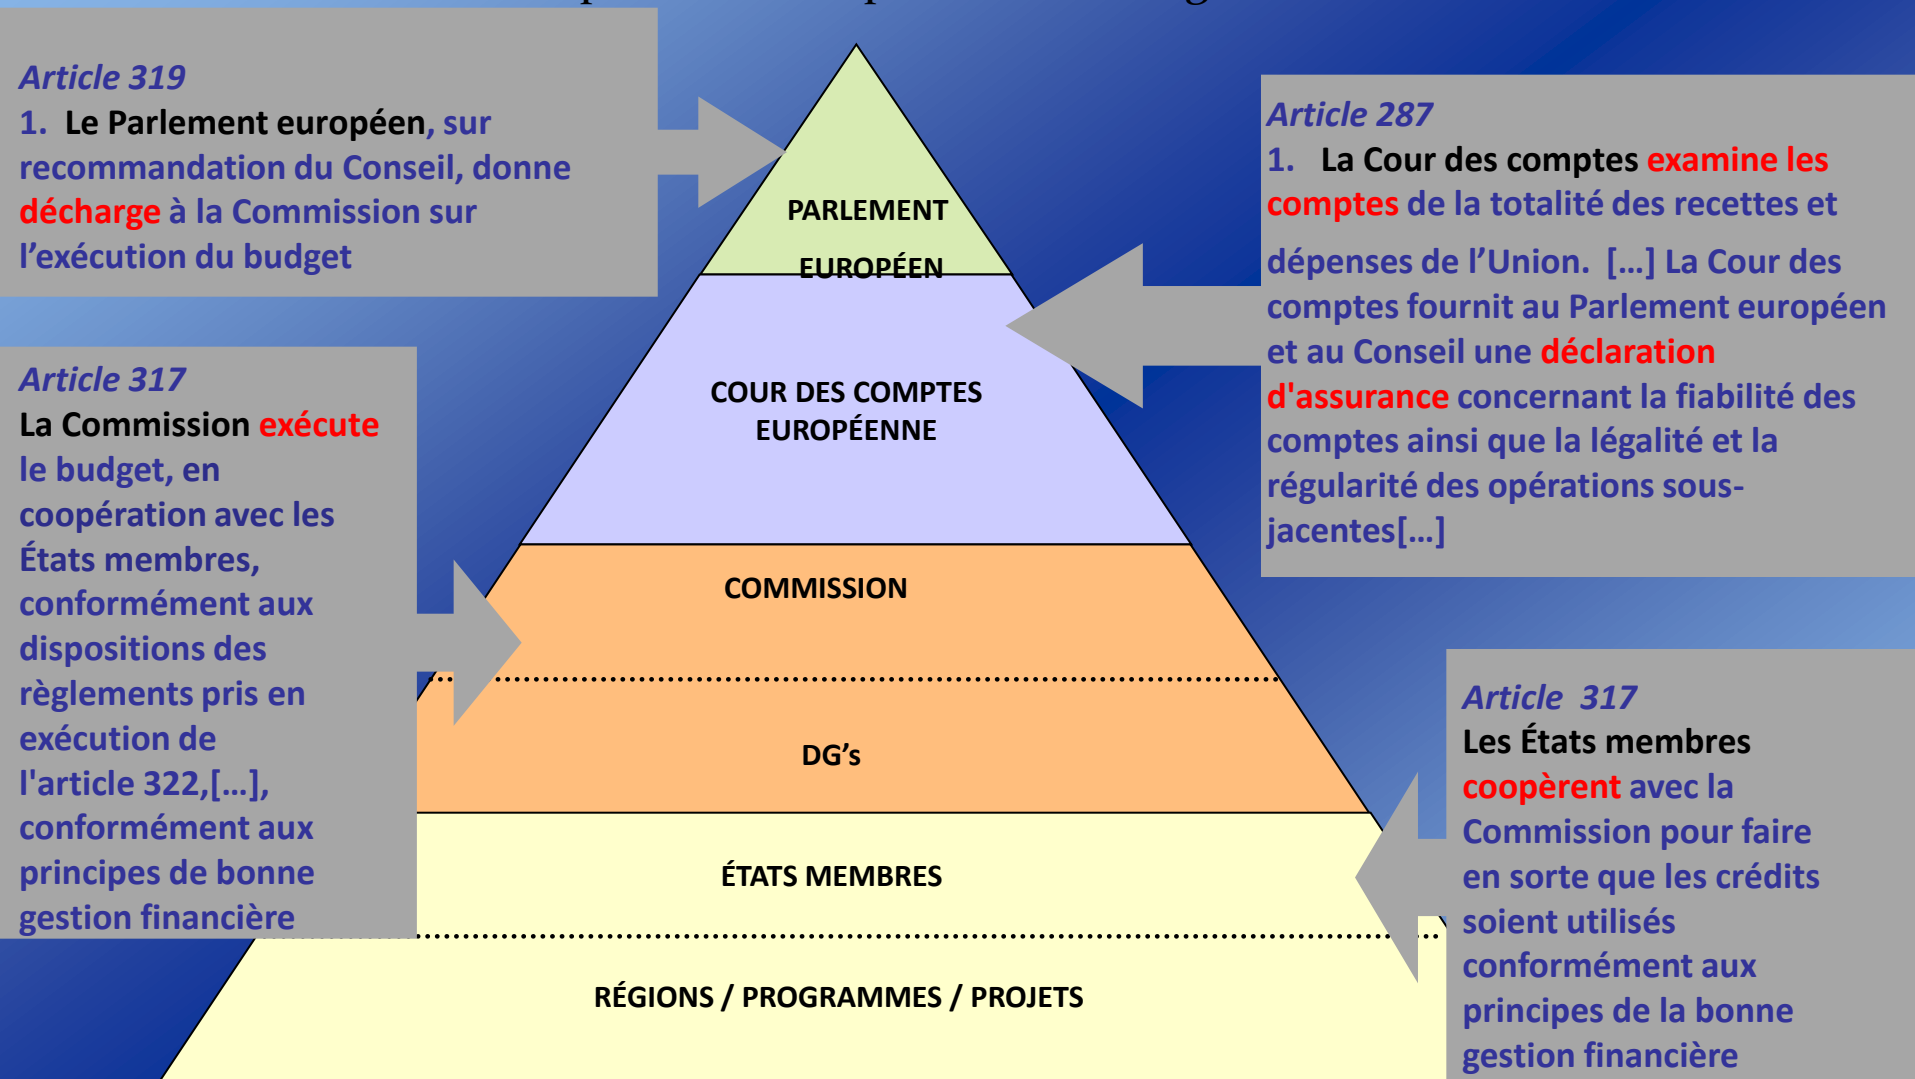 Article 319
1. Le Parlement européen, sur
recommandation du Conseil, donne
décharge à la Commission sur
l’exécution du budget
Article 287
1. La Cour des comptes examine les
comptes de la totalité des recettes et
dépenses de l’Union. […] La Cour des
comptes fournit au Parlement européen
et au Conseil une déclaration
d'assurance concernant la fiabilité des
comptes ainsi que la légalité et la
régularité des opérations sous-
jacentes[…]
PARLEMENT
EUROPÉEN
COUR DES COMPTES
EUROPÉENNE
Article 317
La Commission exécute
le budget, en
coopération avec les
États membres,
conformément aux
dispositions des
règlements pris en
exécution de
l'article 322,[…],
conformément aux
principes de bonne
gestion financière
COMMISSION
DG’s
ÉTATS MEMBRES
RÉGIONS / PROGRAMMES / PROJETS
Article 317
Les États membres
coopèrent avec la
Commission pour faire
en sorte que les crédits
soient utilisés
conformément aux
principes de la bonne
gestion financière